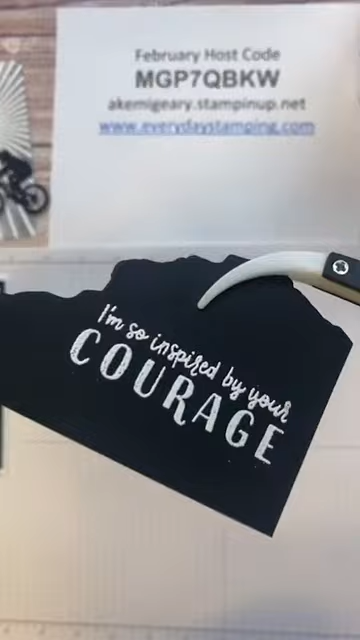 February Host Code
MGP7QBKW
akemigeary.stampinup.net
www.everydaystamping.com
I'm so inspired by your
COURAGE